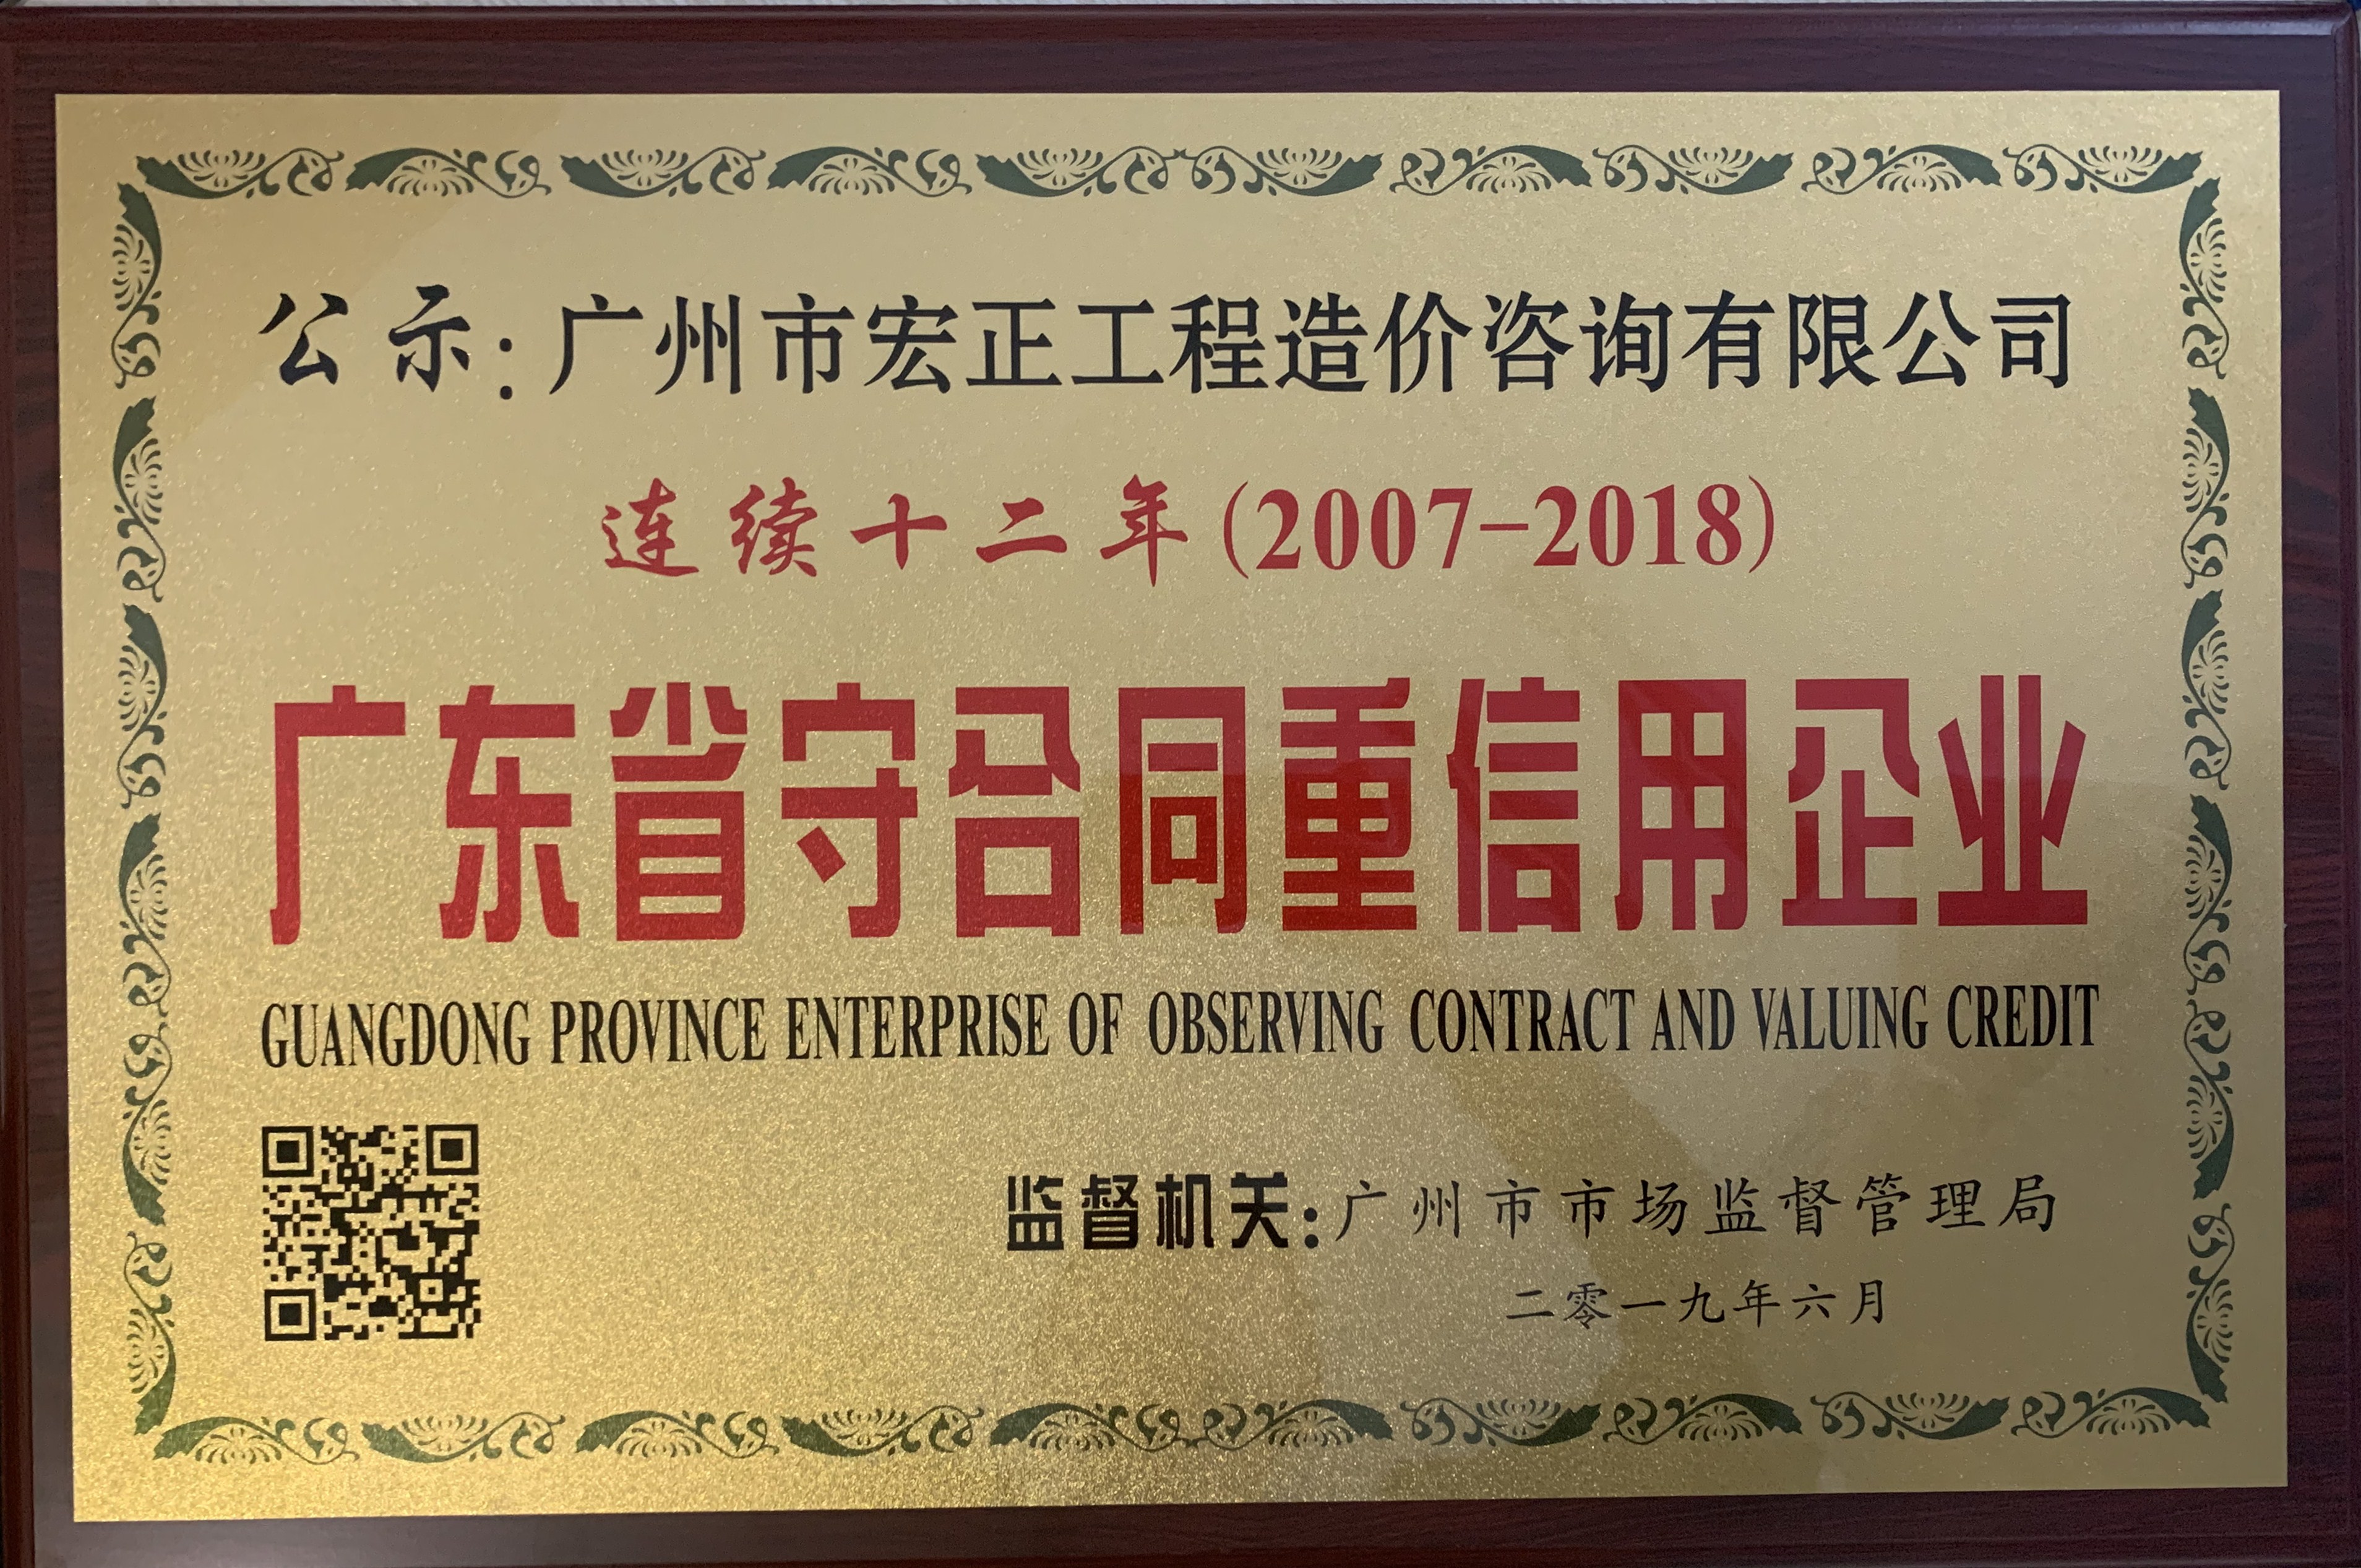 公示:广州市宏正工程造价咨询有限公司
连续十二年(2007-2018)
广东省守合同重信用企业
GUANGDONG PROVINCE ENTERPRISE OF OBSERVING CONTRACT AND VALUING CREDIT
监督机关:广州市市场监督管理局
二零一九年六月